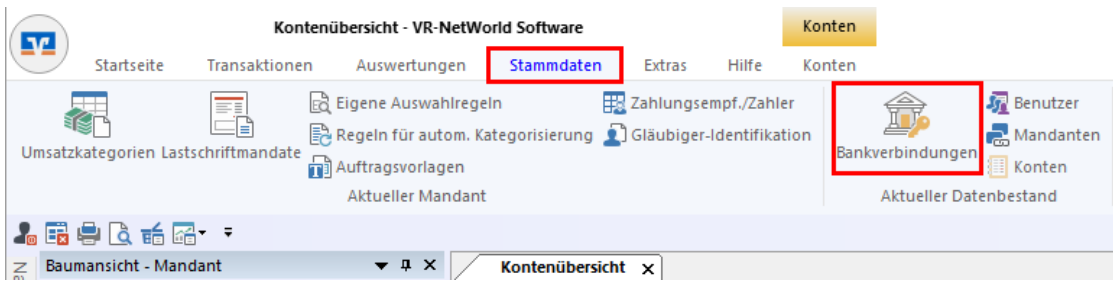 Kontenübersicht - VR-NetWorld Software
Konten
Startseite Transaktionen Auswertungen Stammdaten Extras Hilfe Konten
Umsatzkategorien
Lastschriftmandate
Eigene Auswahlregeln
Regeln für autom. Kategorisierung
Auftragsvorlagen
Zahlungsempf./Zahler
Gläubiger-Identifikation
Aktueller Mandant
Bankverbindungen
Benutzer
Mandanten
Konten
Aktueller Datenbestand
Baumansicht - Mandant
Kontenübersicht